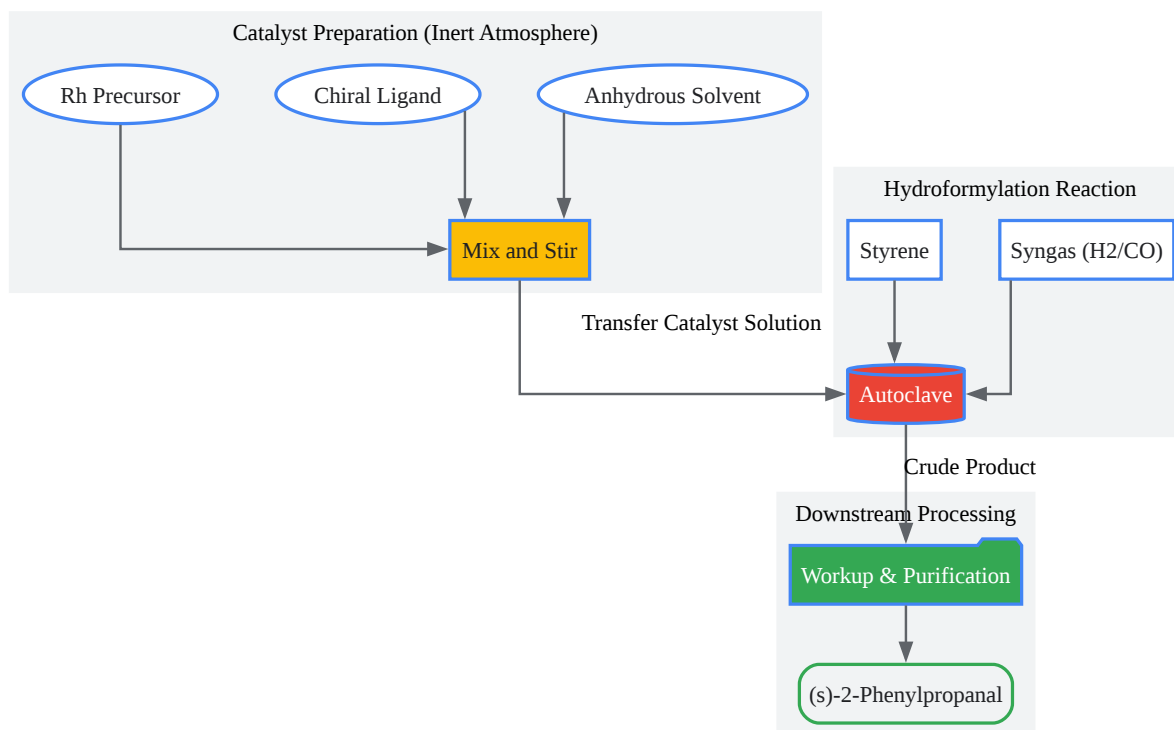 Catalyst Preparation (Inert Atmosphere)
Rh Precursor
Chiral Ligand
Anhydrous Solvent
Mix and Stir
Transfer Catalyst Solution
Hydroformylation Reaction
Styrene
Syngas (H2/CO)
Autoclave
Crude Product
Downstream Processing
Workup & Purification
(s)-2-Phenylpropanal